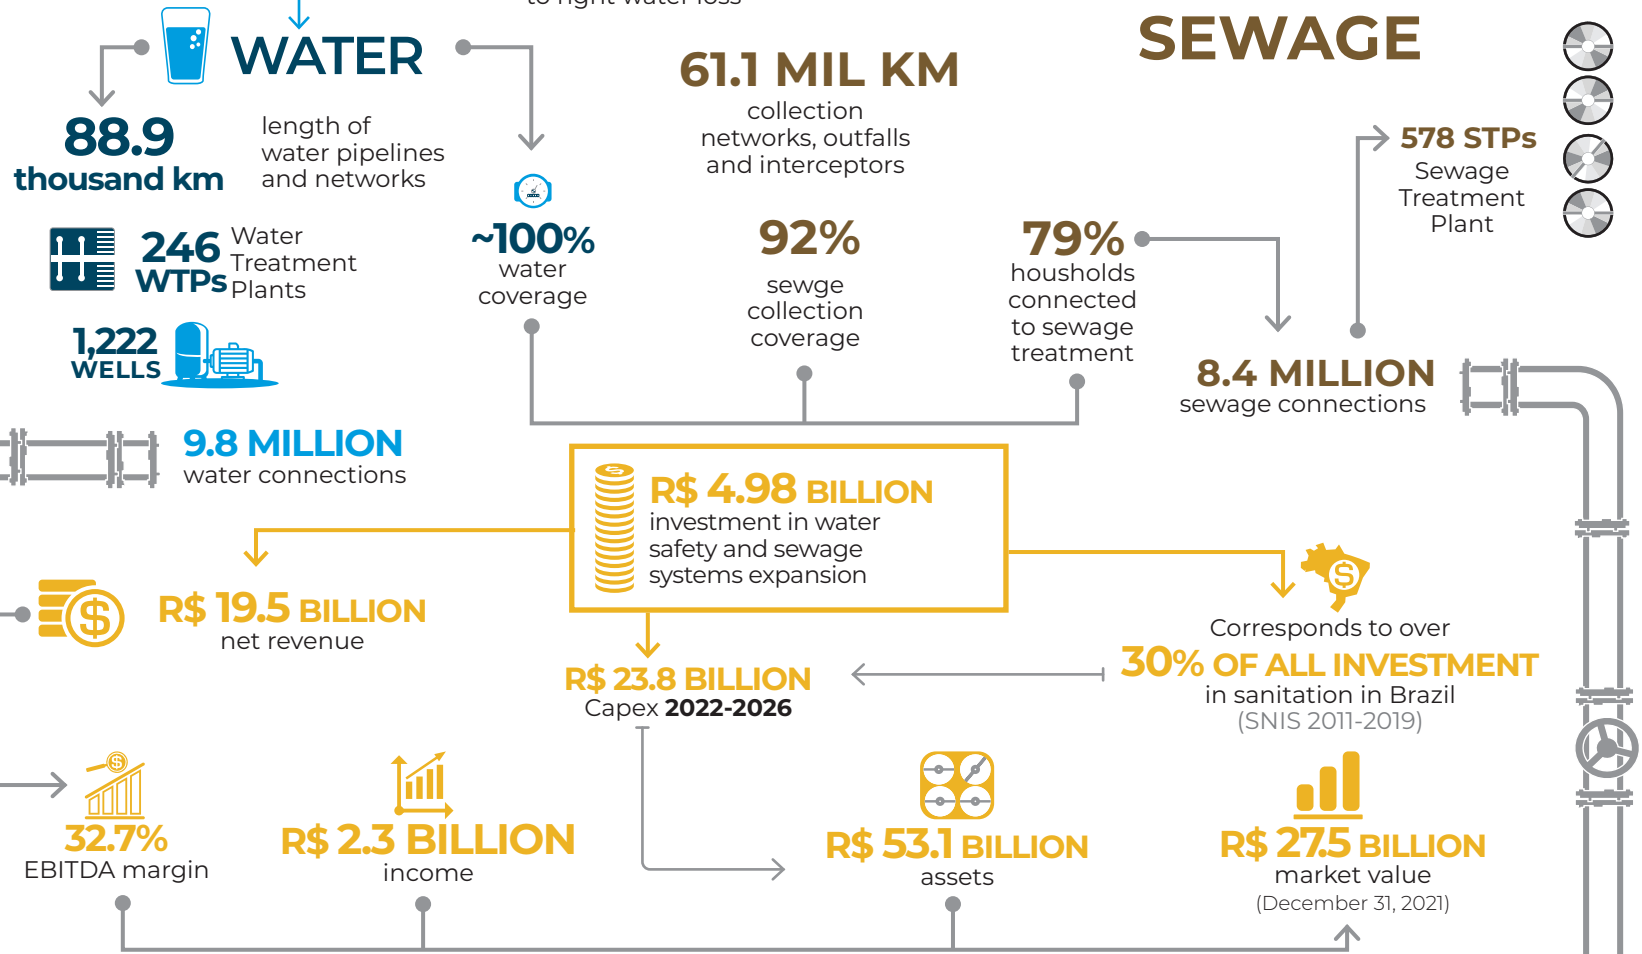 to fight water loss
WATER
88.9
thousand km
length of
water pipelines
and networks
246
WTPs
Water
Treatment
Plants
1,222
WELLS
9.8 MILLION
water connections
~100%
water
coverage
61.1 MIL KM
collection
networks, outfalls
and interceptors
92%
sewge
collection
coverage
SEWAGE
79%
housholds
connected
to sewage
treatment
578 STPs
Sewage
Treatment
Plant
8.4 MILLION
sewage connections
R$ 4.98 BILLION
investment in water
safety and sewage
systems expansion
R$ 19.5 BILLION
net revenue
R$ 23.8 BILLION
Capex 2022-2026
Corresponds to over
30% OF ALL INVESTMENT
in sanitation in Brazil
(SNIS 2011-2019)
32.7%
EBITDA margin
R$ 2.3 BILLION
income
R$ 53.1 BILLION
assets
R$ 27.5 BILLION
market value
(December 31, 2021)